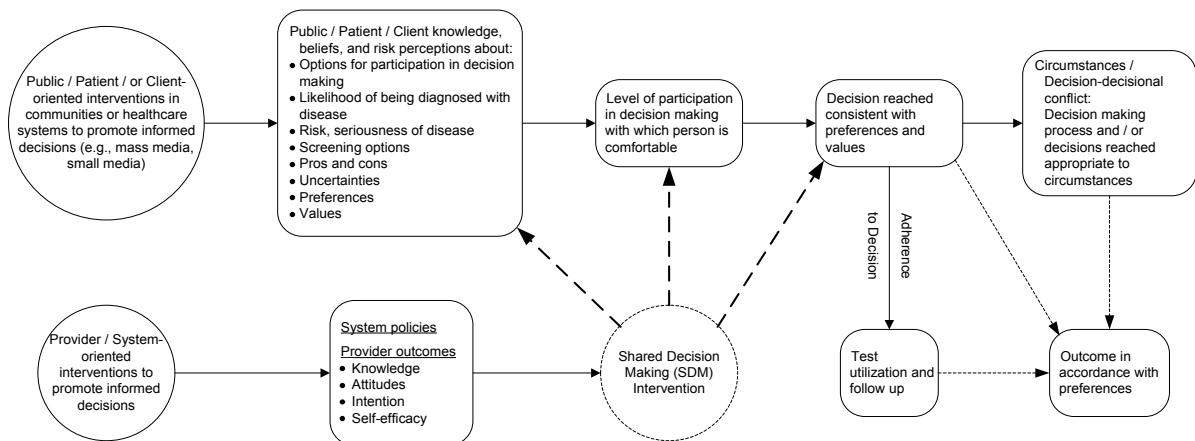 Public / Patient / or Client-
oriented interventions in
communities or healthcare
systems to promote informed
decisions (e.g., mass media,
small media)
Public / Patient / Client knowledge,
beliefs, and risk perceptions about:
• Options for participation in decision
making
• Likelihood of being diagnosed with
disease
• Risk, seriousness of disease
• Screening options
• Pros and cons
• Uncertainties
• Preferences
• Values
Level of participation
in decision making
with which person is
comfortable
Decision reached
consistent with
preferences and
values
Circumstances /
Decision-decisional
conflict:
Decision making
process and / or
decisions reached
appropriate to
circumstances
Adherence
to Decision
Provider / System-
oriented
interventions to
promote informed
decisions
System policies
Provider outcomes
• Knowledge
• Attitudes
• Intention
• Self-efficacy
Shared Decision
Making (SDM)
Intervention
Test
utilization and
follow up
Outcome in
accordance with
preferences